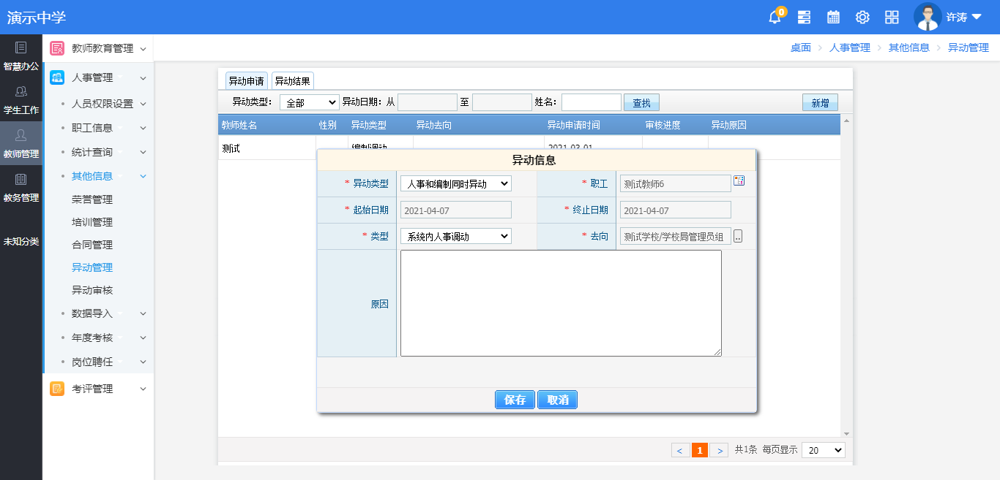 演示中学
0
许涛
智慧办公
学生工作
教师管理
教务管理
未知分类
教师教育管理
人事管理
人员权限设置
职工信息
统计查询
其他信息
荣誉管理
培训管理
合同管理
异动管理
异动审核
数据导入
年度考核
岗位聘任
考评管理
桌面 > 人事管理 > 其他信息 > 异动管理
异动申请 异动结果
异动类型: 全部 异动日期: 从 至 姓名: 查找 新增
教师姓名 性别 异动类型 异动去向 异动申请时间 审核进度 异动原因
测试 编制调动 2021-03-01
异动信息
* 异动类型 人事和编制同时异动 * 职工 测试教师6
* 起始日期 2021-04-07 * 终止日期 2021-04-07
* 类型 系统内人事调动 * 去向 测试学校/学校局管理员组 ..
原因
保存 取消
< 1 > 共1条 每页显示 20